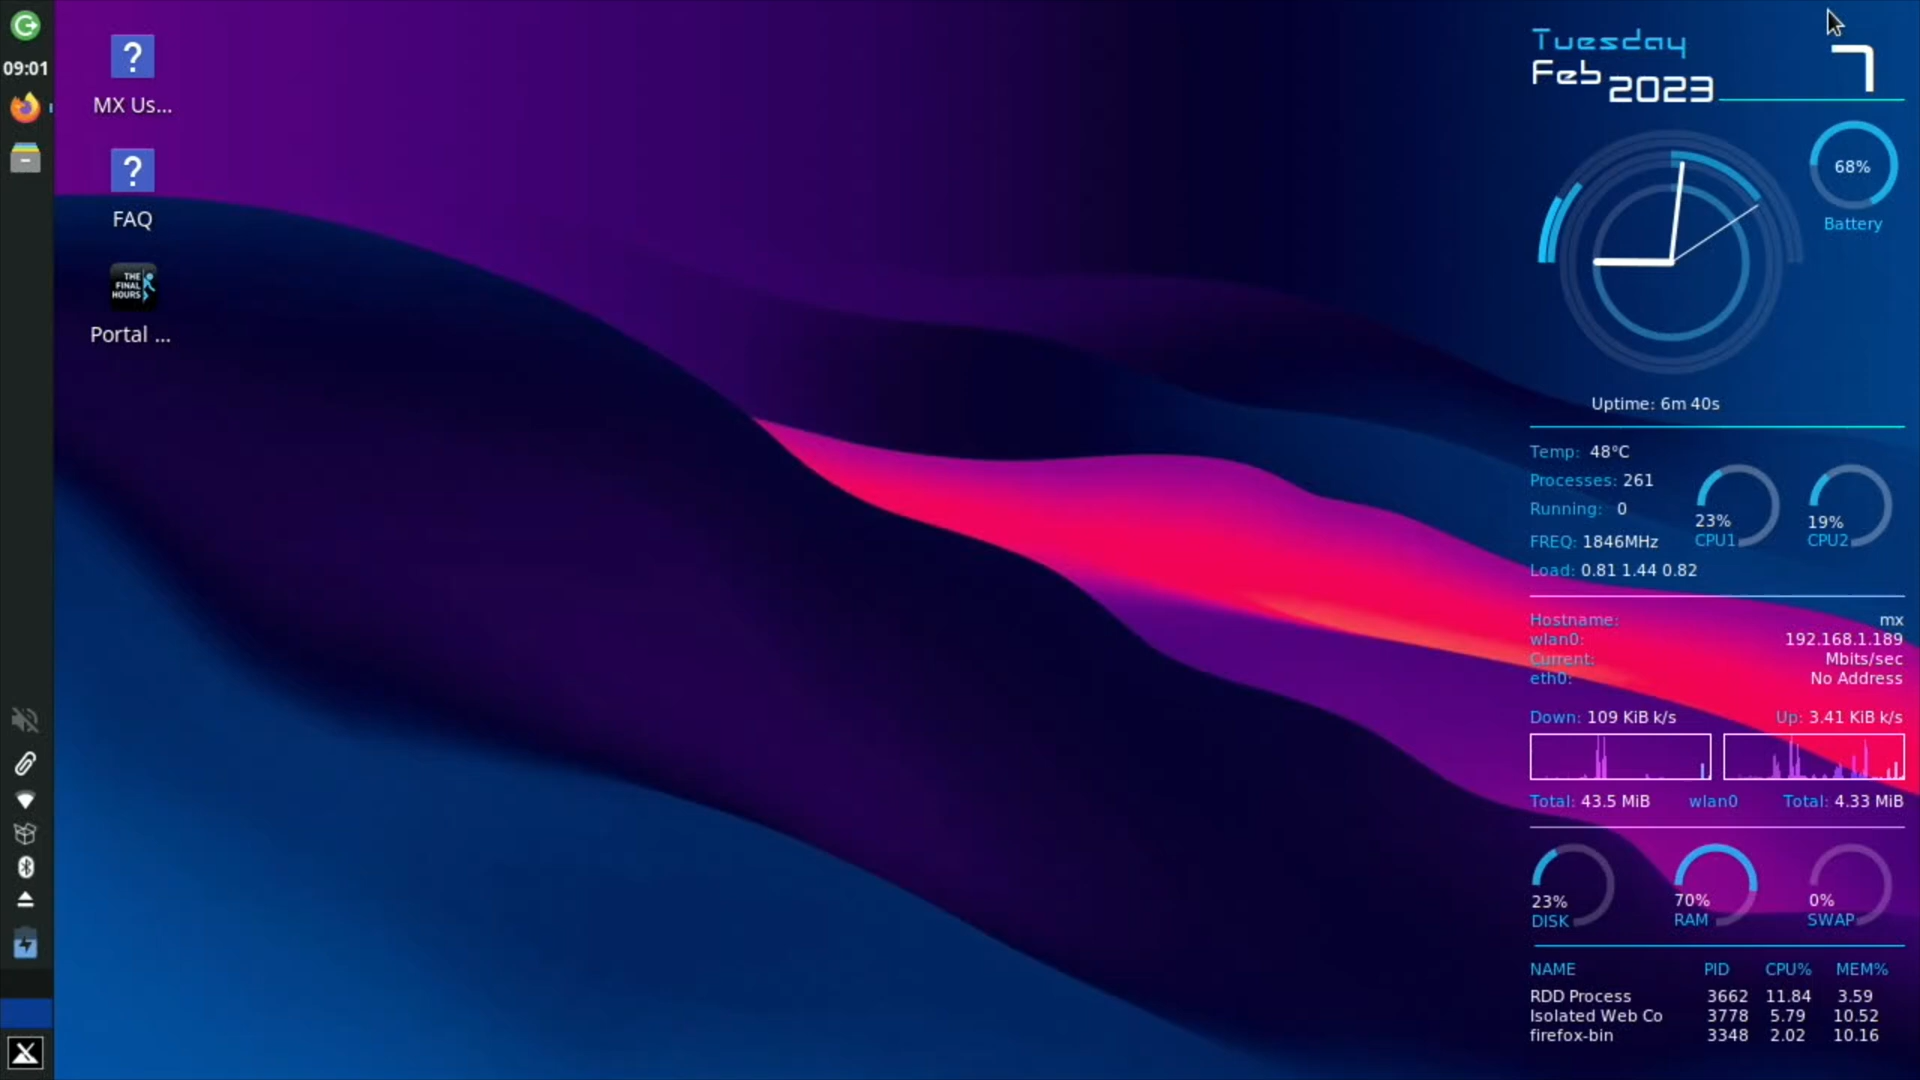 09:01
MX Us...
FAQ
THE
FINAL
HOURS
Portal ...
Tuesday
7
Feb 2023
68%
Battery
Uptime: 6m 40s
Temp: 48°C
Processes: 261
Running: 0
FREQ: 1846MHz
Load: 0.81 1.44 0.82
23%
CPU1
19%
CPU2
Hostname: mx
wlan0: 192.168.1.189
Current: Mbits/sec
eth0: No Address
Down: 109 KiB k/s Up: 3.41 KiB k/s
Total: 43.5 MiB wlan0 Total: 4.33 MiB
23% 70% 0%
DISK RAM SWAP
NAME PID CPU% MEM%
RDD Process 3662 11.84 3.59
Isolated Web Co 3778 5.79 10.52
firefox-bin 3348 2.02 10.16